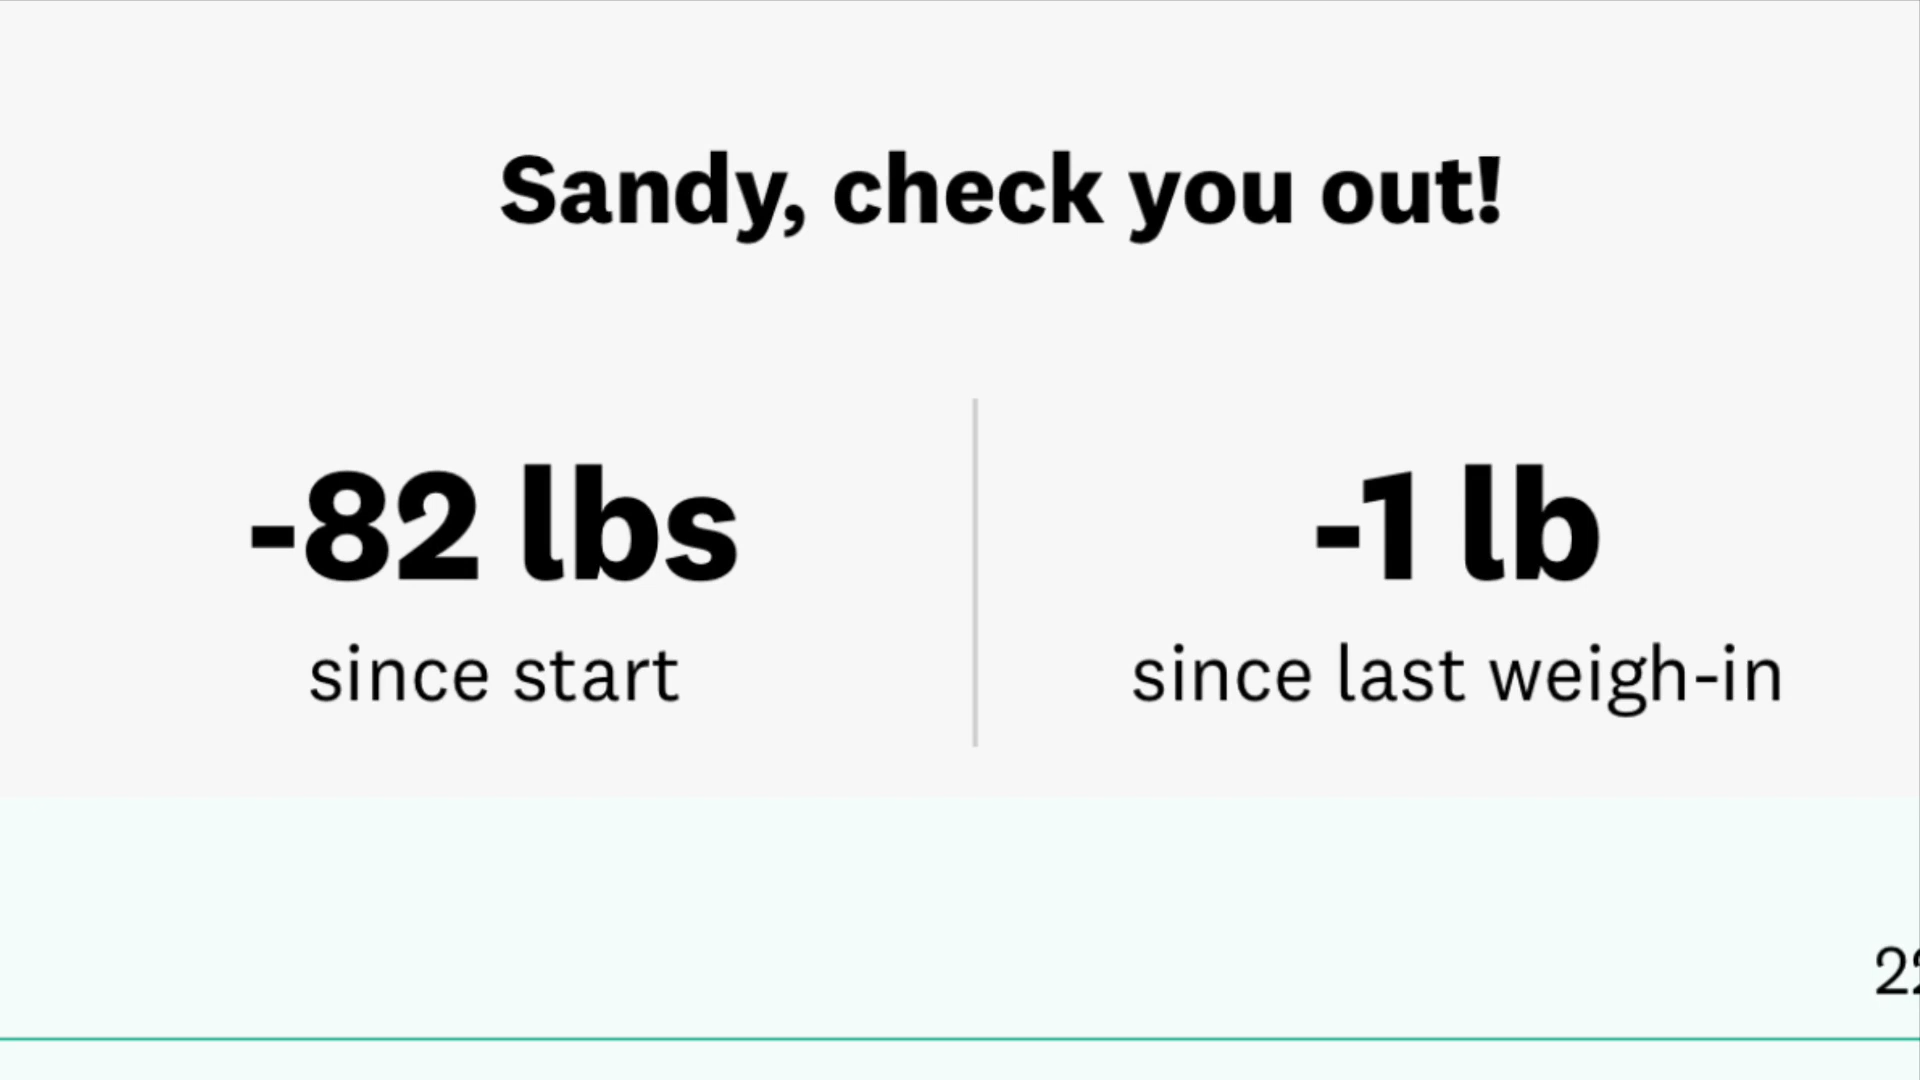 Sandy, check you out!
-82 lbs
since start
-1 lb
since last weigh-in